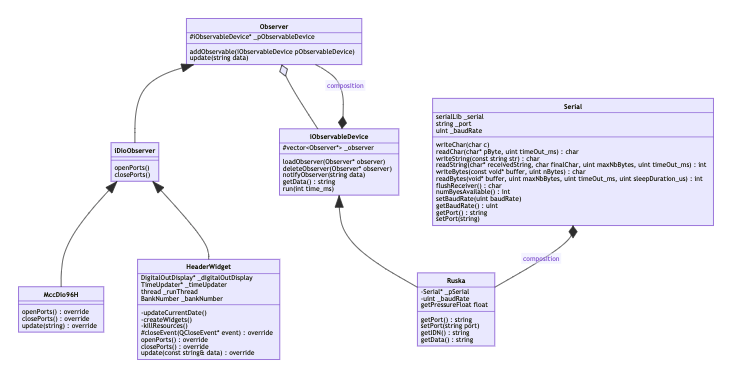 Observer
#IObservableDevice* _pObservableDevice
addObservable(IObservableDevice pObservableDevice)
update(string data)
composition
IObservableDevice
#vector<Observer*> _observer
loadObserver(Observer* observer)
deleteObserver(Observer* observer)
notifyObserver(string data)
getData() : string
run(int time_ms)
Serial
serialLib _serial
string _port
uint _baudRate
writeChar(char c)
readChar(char* pByte, uint timeOut_ms) : char
writeString(const string str) : char
readString(char* receivedString, char finalChar, uint maxNbBytes, uint timeOut_ms) : int
writeBytes(const void* buffer, uint nBytes) : char
readBytes(void* buffer, uint maxNbBytes, uint timeOut_ms, uint sleepDuration_us) : int
flushReceiver() : char
numByesAvailable() : int
setBaudRate(uint baudRate)
getBaudRate() : uint
getPort() : string
setPort(string)
IDioObserver
openPorts()
closePorts()
composition
MccDio96H
openPorts() : override
closePorts() : override
update(string) : override
HeaderWidget
DigitalOutDisplay* _digitalOutDisplay
TimeUpdater* _timeUpdater
thread _runThread
BankNumber _bankNumber
-updateCurrentDate()
-createWidgets()
-killResources()
#closeEvent(QCloseEvent* event) : override
openPorts() : override
closePorts() : override
update(const string& data) : override
Ruska
-Serial* _pSerial
-uint _baudRate
getPressureFloat float
getPort() : string
setPort(string port)
getIDN() : string
getData() : string